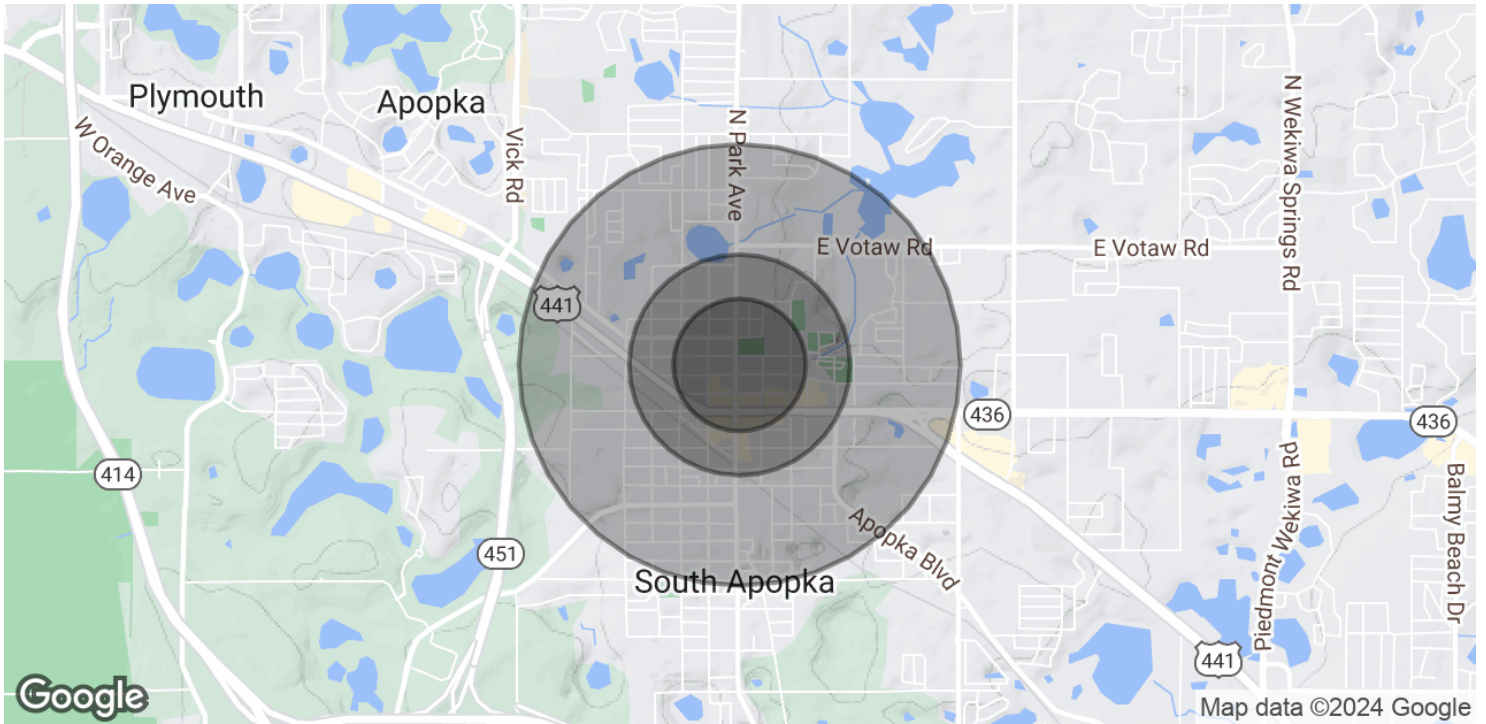 Plymouth
Apopka
W Orange Ave
Vick Rd
N Park Ave
N Wekiwa Springs Rd
E Votaw Rd
E Votaw Rd
441
436
436
414
451
Apopka Blvd
Piedmont Wekiwa Rd
Balmy Beach Dr
South Apopka
441
Google
Map data ©2024 Google